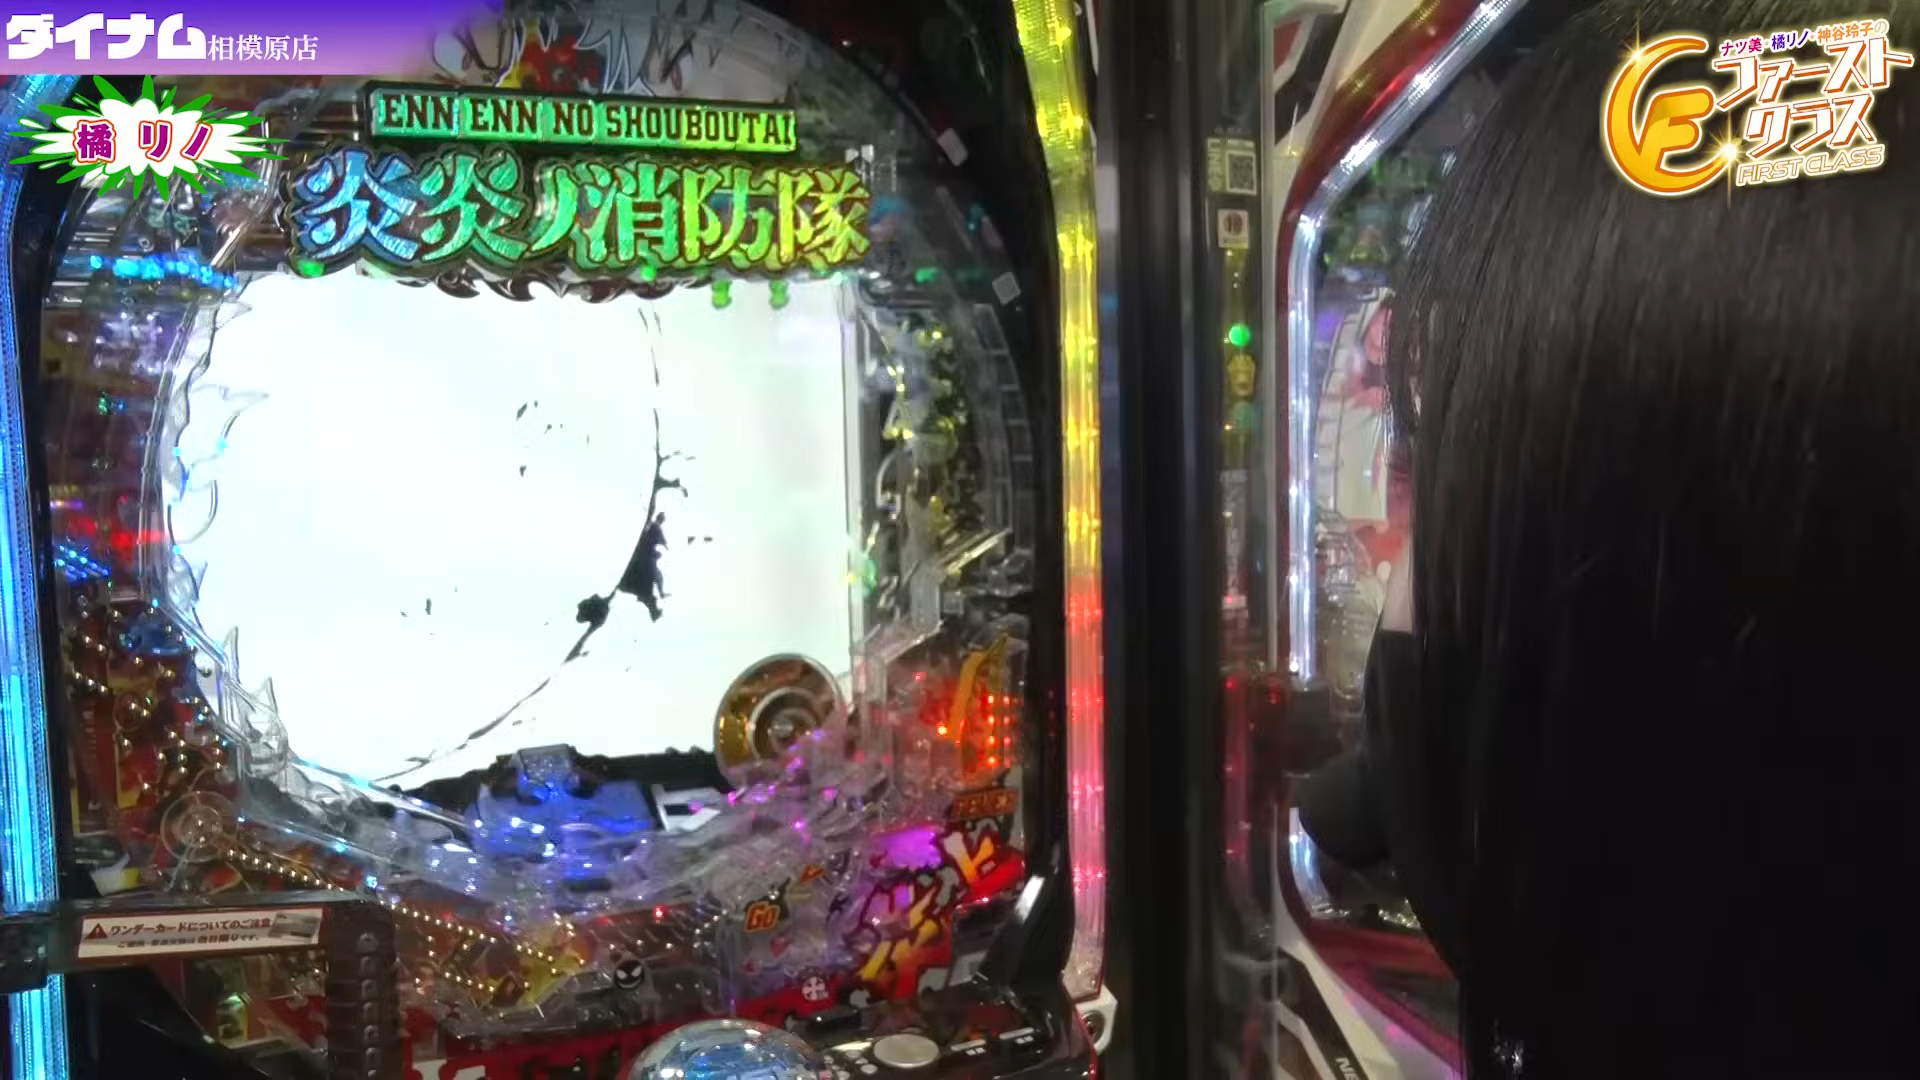 ダイナム相模原店
橘リノ
ENN ENN NO SHOUBOUTAI
炎炎ノ消防隊
ナツ美・橘リノ・神谷玲子の
ファースト
クラス
FIRST CLASS
ワンダーカードについてのご注意
Go